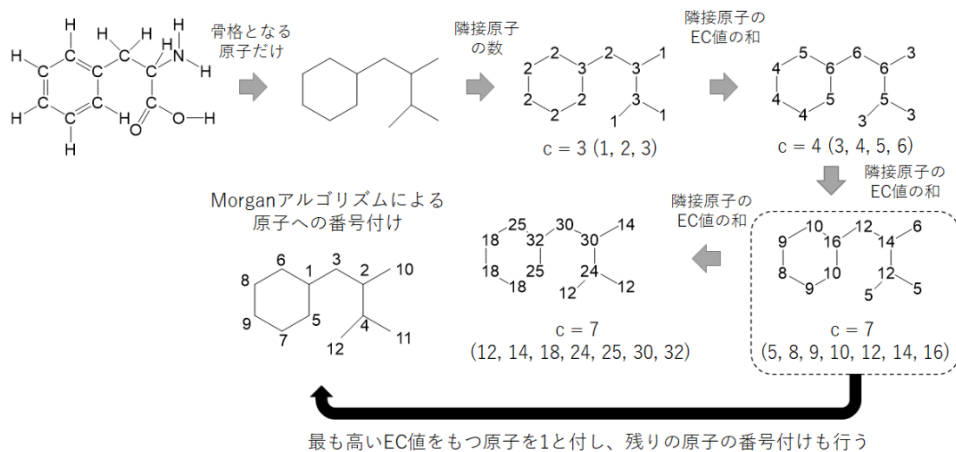 骨格となる
原子だけ
隣接原子
の数
隣接原子の
EC値の和
H
H
H
H
H
N
H
H
H
H
H
O
O
H
2
2
1
2
3
3
2
2
2
3
1
1
c = 3 (1, 2, 3)
5
6
3
4
6
6
4
5
4
5
3
3
c = 4 (3, 4, 5, 6)
隣接原子の
EC値の和
Morganアルゴリズムによる
原子への番号付け
隣接原子の
EC値の和
6
3
8
1
2
10
9
5
7
4
12
11
25
30
14
18
32
30
18
25
18
24
12
12
c = 7
(12, 14, 18, 24, 25, 30, 32)
10
12
6
9
16
14
8
10
9
12
5
5
c = 7
(5, 8, 9, 10, 12, 14, 16)
最も高いEC値をもつ原子を1と付し、残りの原子の番号付けも行う